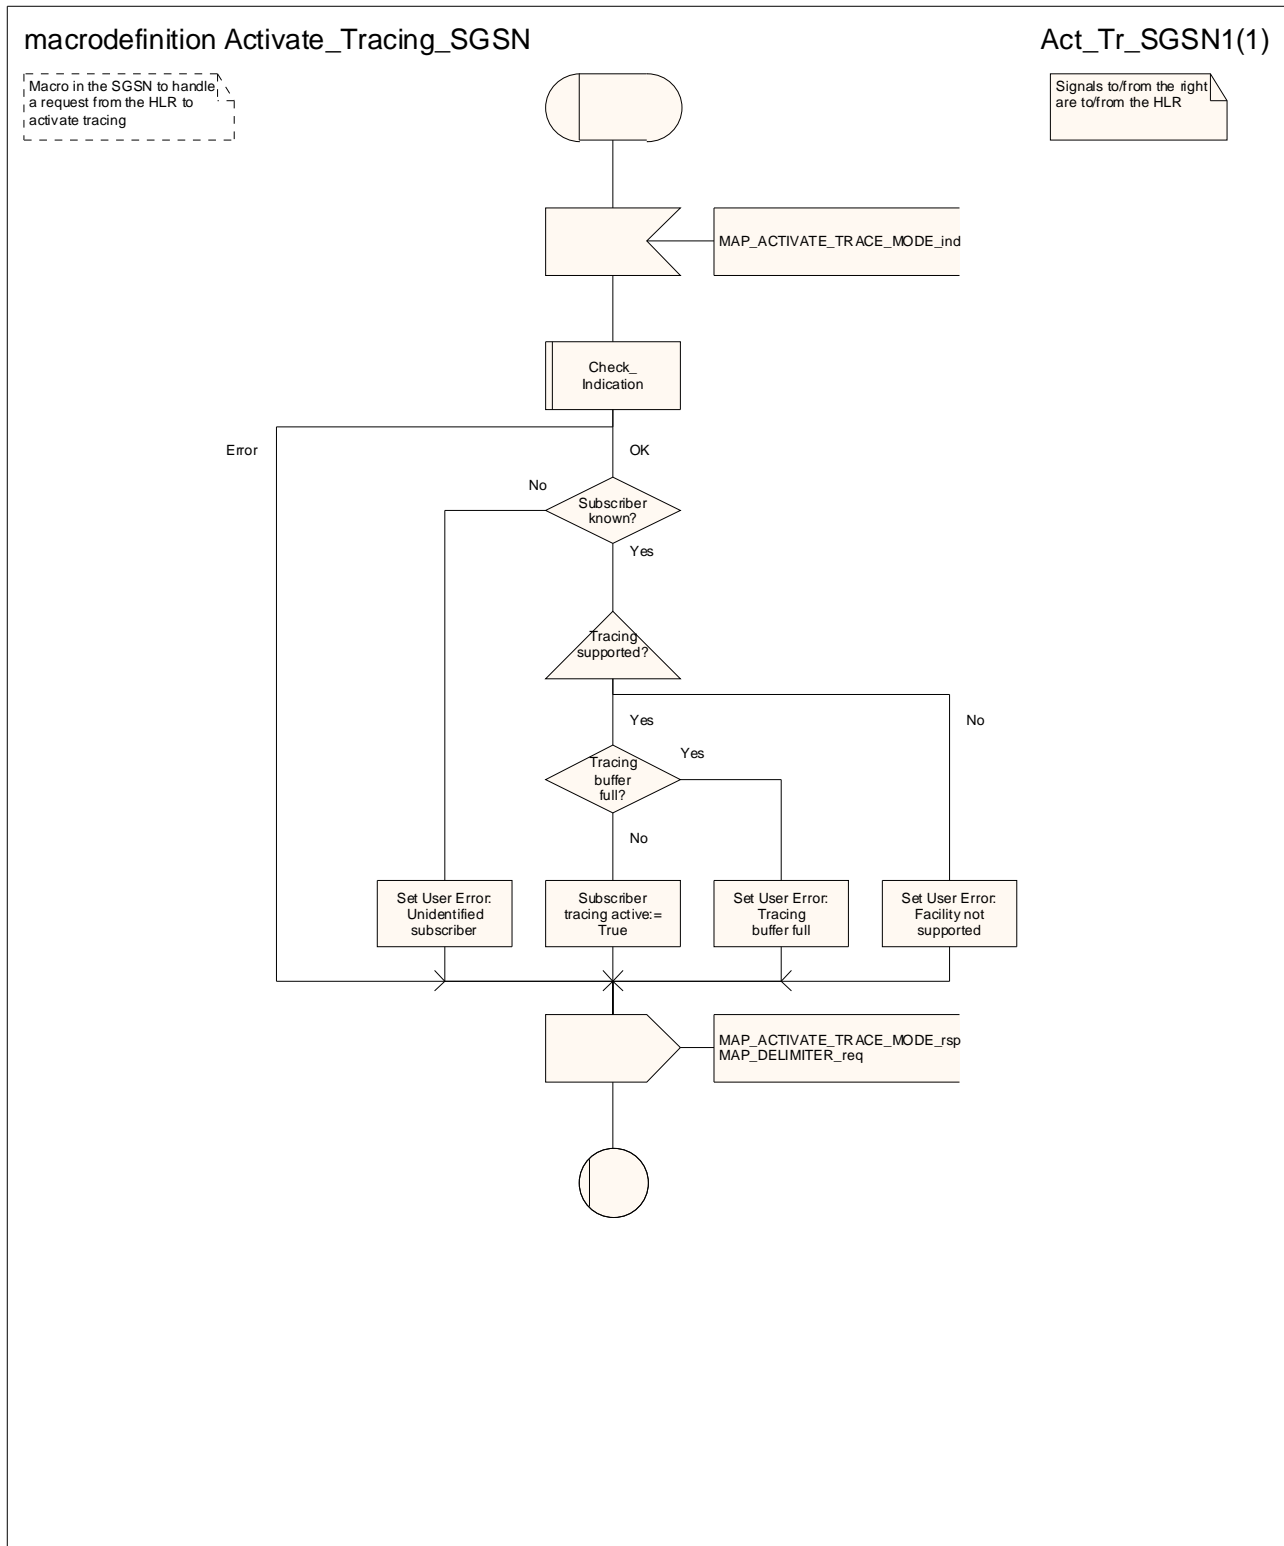 macrodefinition Activate_Tracing_SGSN
Act_Tr_SGSN1(1)
Macro in the SGSN to handle
a request from the HLR to
activate tracing
Signals to/from the right
are to/from the HLR
MAP_ACTIVATE_TRACE_MODE_ind
Check_
Indication
Error
OK
No
Subscriber
known?
Yes
Tracing
supported?
Yes
No
Yes
Tracing
buffer
full?
No
Set User Error:
Unidentified
subscriber
Subscriber
tracing active:=
True
Set User Error:
Tracing
buffer full
Set User Error:
Facility not
supported
MAP_ACTIVATE_TRACE_MODE_rsp
MAP_DELIMITER_req